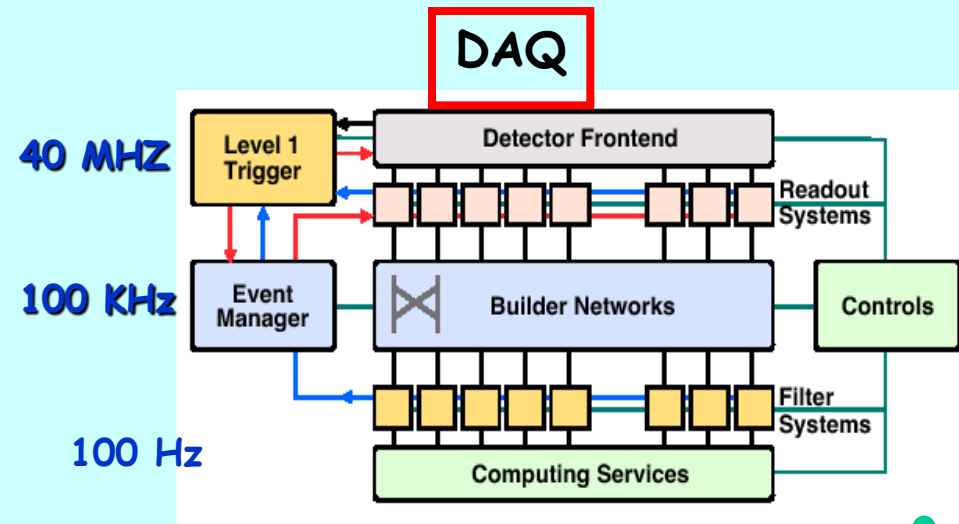 DAQ
40 MHZ
Level 1
Trigger
Detector Frontend
Readout
Systems
100 KHz
Event
Manager
Builder Networks
Controls
Filter
Systems
100 Hz
Computing Services